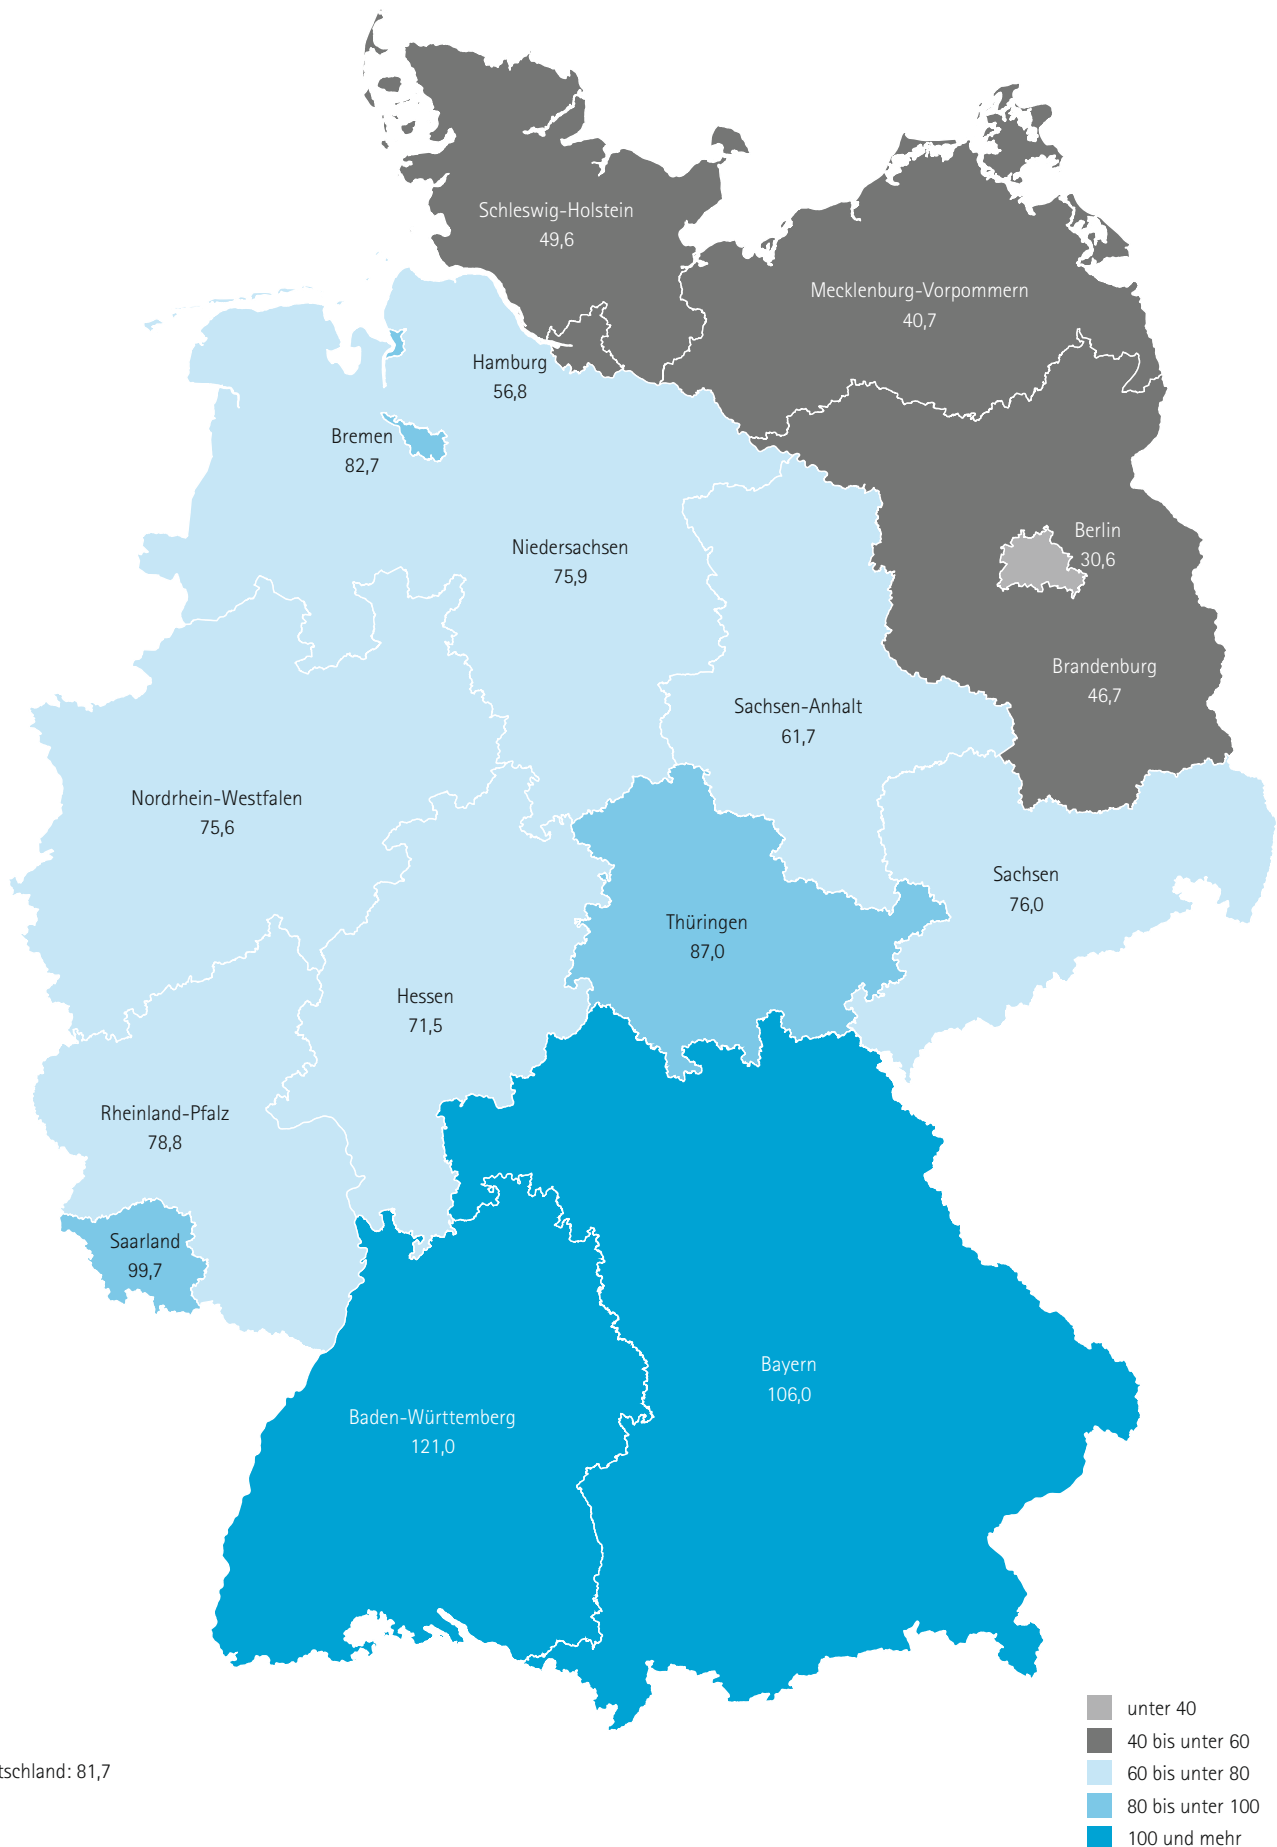 Schleswig-Holstein
49,6
Mecklenburg-Vorpommern
40,7
Hamburg
56,8
Bremen
82,7
Berlin
30,6
Niedersachsen
75,9
Brandenburg
46,7
Sachsen-Anhalt
61,7
Nordrhein-Westfalen
75,6
Sachsen
76,0
Thüringen
87,0
Hessen
71,5
Rheinland-Pfalz
78,8
Saarland
99,7
Bayern
106,0
Baden-Württemberg
121,0
unter 40
40 bis unter 60
60 bis unter 80
80 bis unter 100
100 und mehr
tschland: 81,7